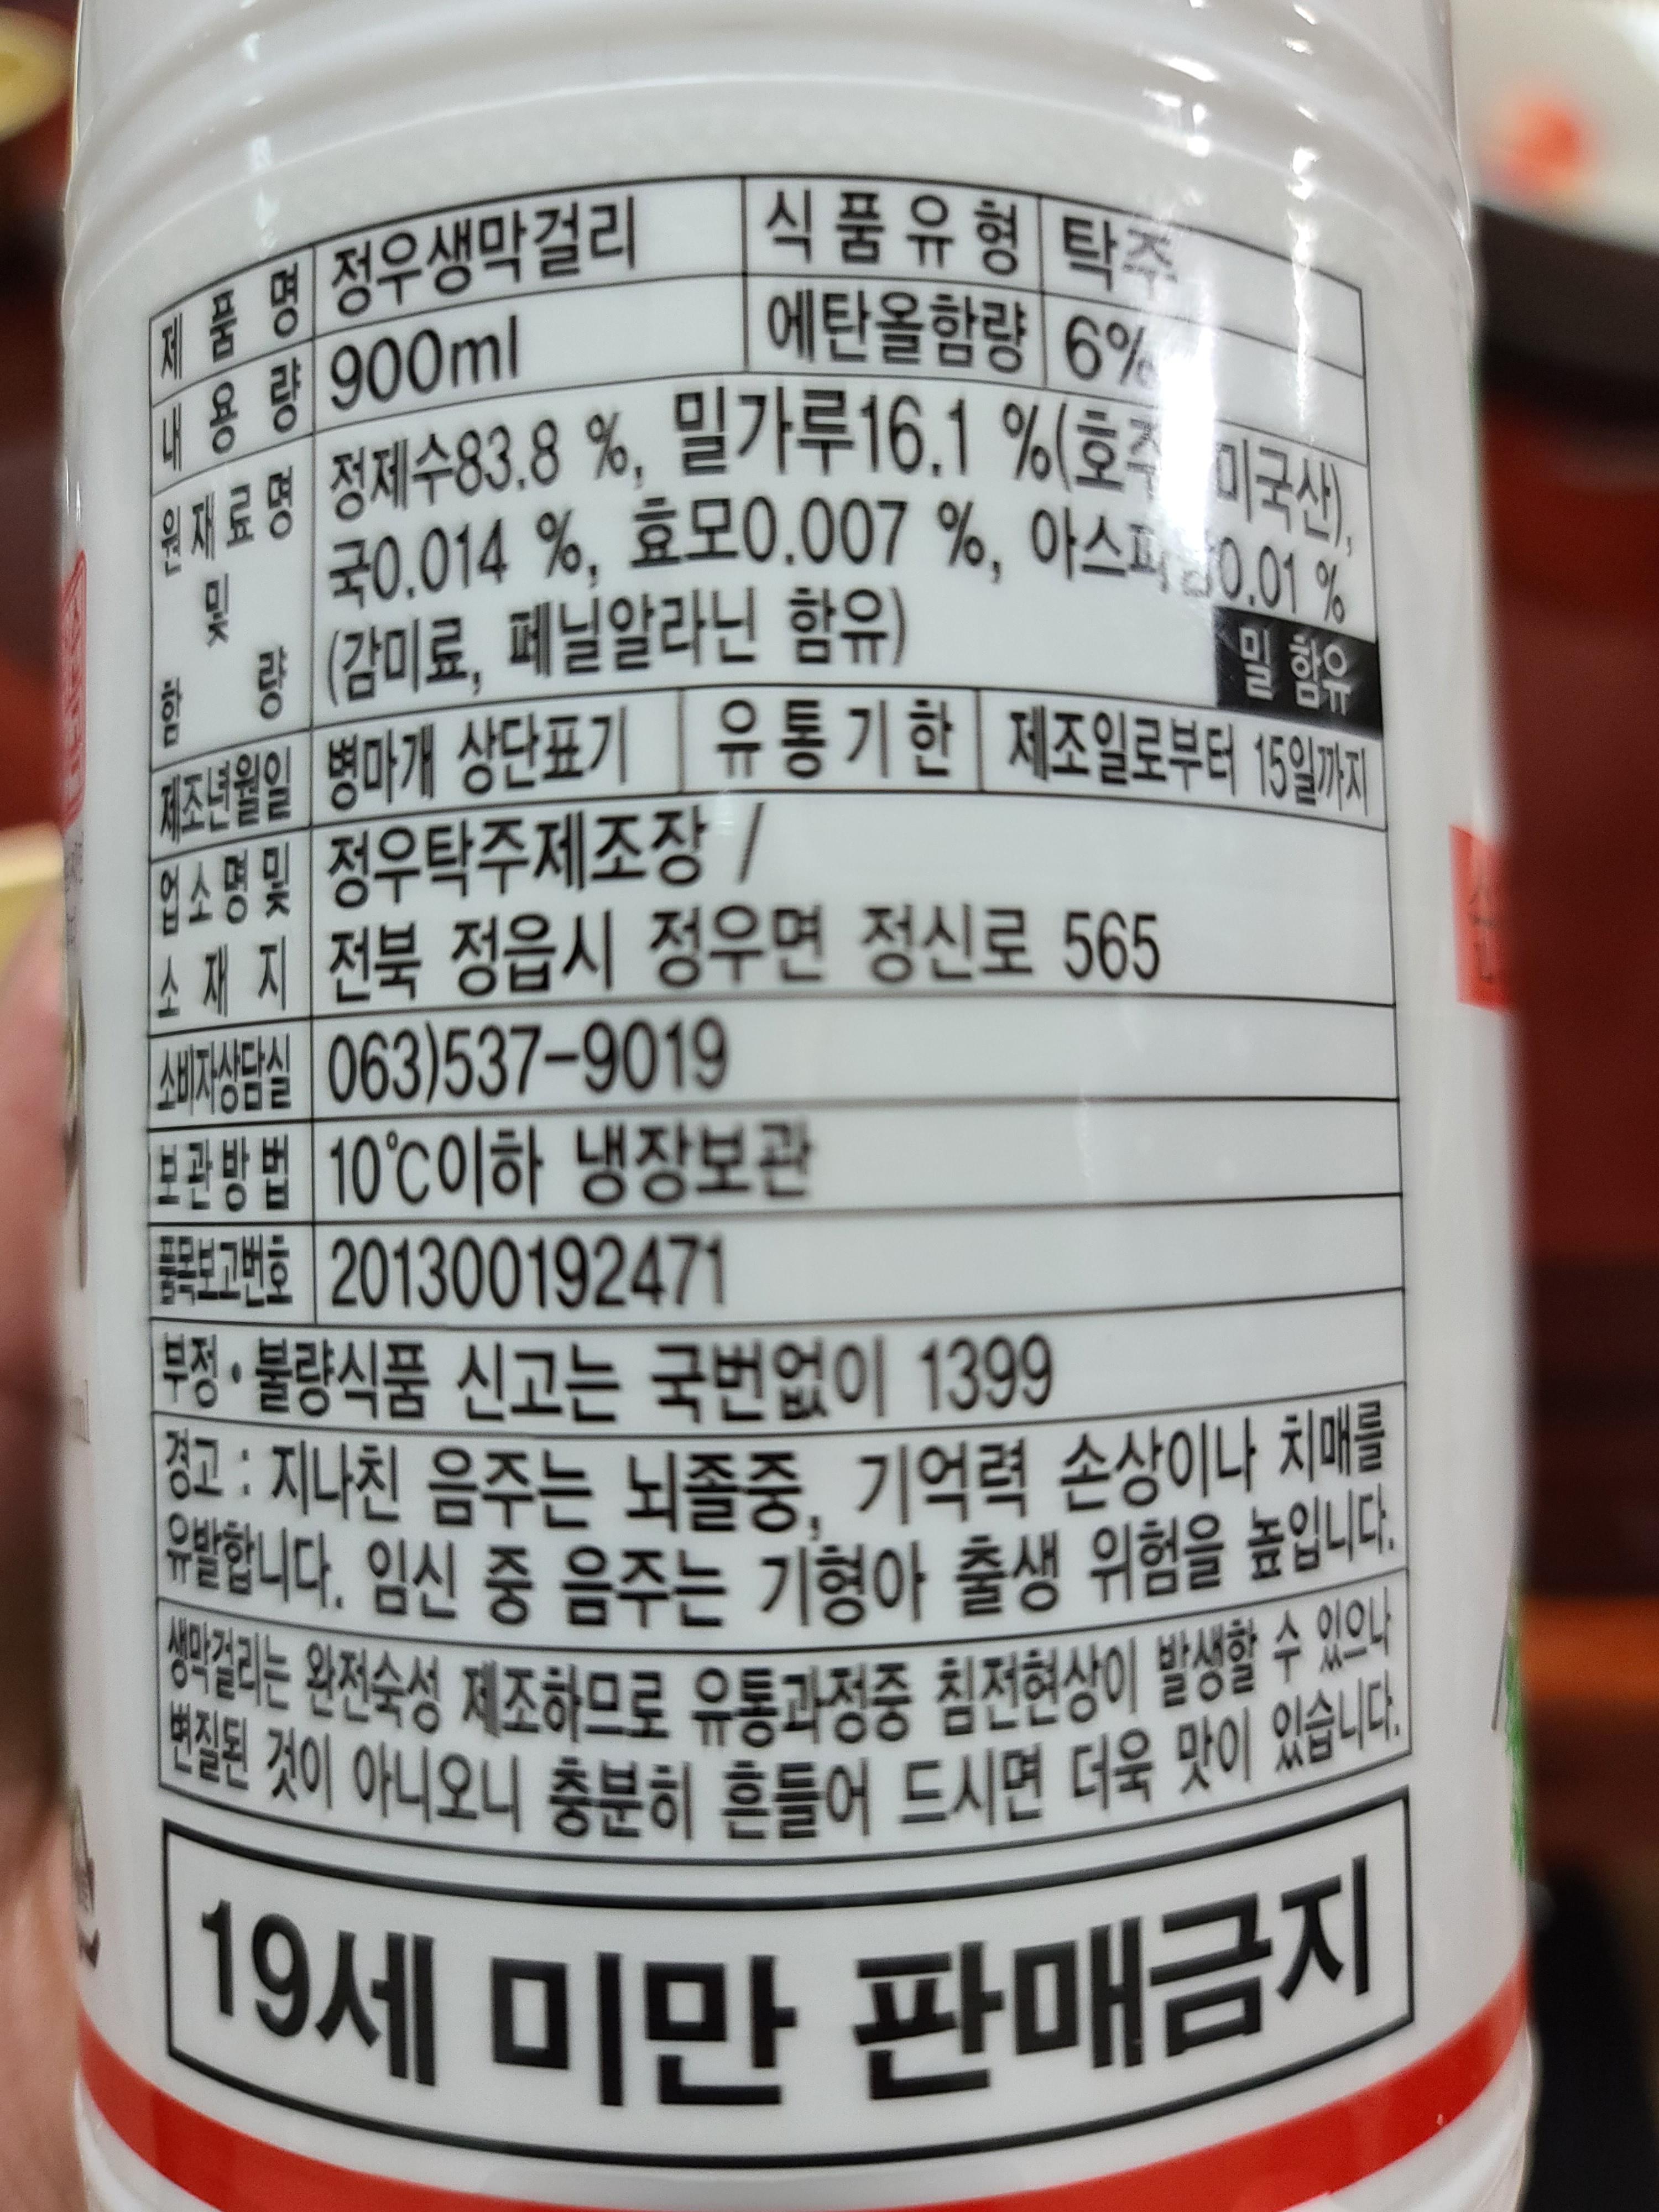 제품명 정우생막걸리 식품유형 탁주
내용량 900ml 에탄올함량 6%
원재료명 및 함량 정제수83.8 %, 밀가루16.1 %(호주 미국산),
국0.014 %, 효모0.007 %, 0.01 %
(감미료, 페닐알라닌 함유) 밀 함유
제조년월일 병마개 상단표기 유통기한 제조일로부터 15일까지
업소명 및 소재지 정우탁주제조장 /
전북 정읍시 정우면 정신로 565
소비자상담실 063)537-9019
보관방법 10℃이하 냉장보관
품목보고번호 201300192471
부정·불량식품 신고는 국번없이 1399
경고 : 지나친 음주는 뇌졸중, 기억력 손상이나 치매를
유발합니다. 임신 중 음주는 기형아 출생 위험을 높입니다.
생막걸리는 완전숙성 제조하므로 유통과정중 침전현상이 발생할 수 있으나
변질된 것이 아니오니 충분히 흔들어 드시면 더욱 맛이 있습니다.
19세 미만 판매금지